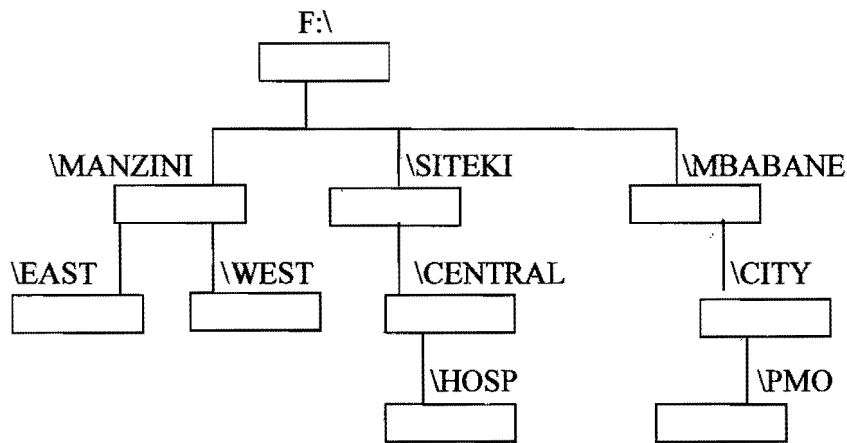 F:\
\MANZINI \SITEKI \MBABANE
\EAST \WEST \CENTRAL \CITY
\HOSP \PMO